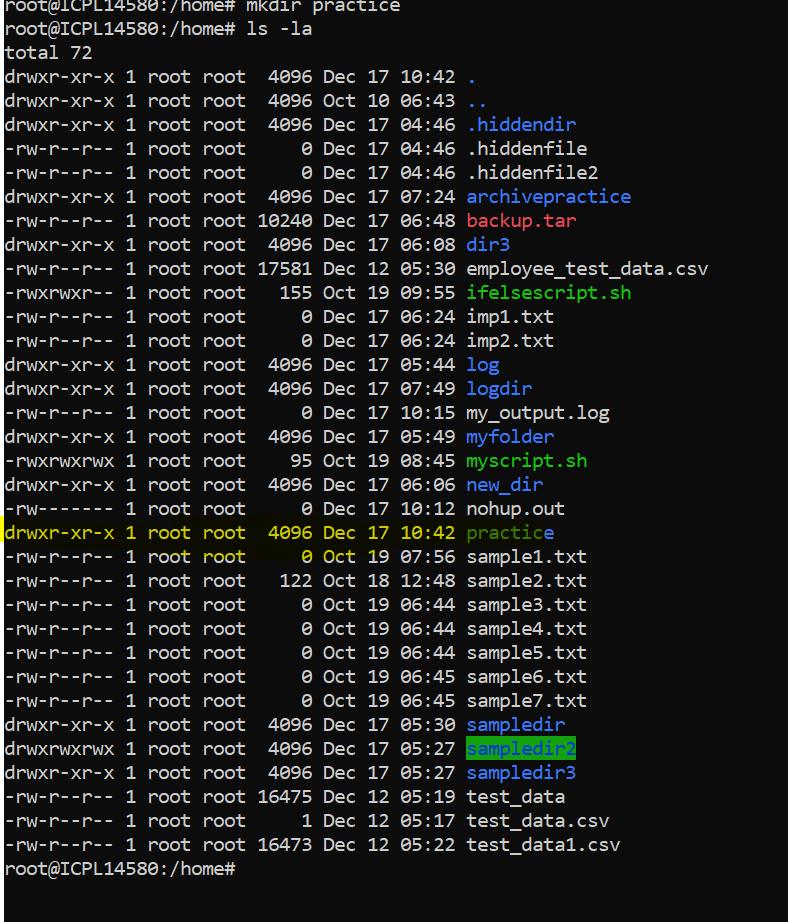 root@ICPL14580:/home# mkdir practice
root@ICPL14580:/home# ls -la
total 72
drwxr-xr-x 1 root root  4096 Dec 17 10:42 .
drwxr-xr-x 1 root root  4096 Oct 10 06:43 ..
drwxr-xr-x 1 root root  4096 Dec 17 04:46 .hiddendir
-rw-r--r-- 1 root root     0 Dec 17 04:46 .hiddenfile
-rw-r--r-- 1 root root     0 Dec 17 04:46 .hiddenfile2
drwxr-xr-x 1 root root  4096 Dec 17 07:24 archivepractice
-rw-r--r-- 1 root root 10240 Dec 17 06:48 backup.tar
drwxr-xr-x 1 root root  4096 Dec 17 06:08 dir3
-rw-r--r-- 1 root root 17581 Dec 12 05:30 employee_test_data.csv
-rwxrwxr-- 1 root root   155 Oct 19 09:55 ifelsescript.sh
-rw-r--r-- 1 root root     0 Dec 17 06:24 imp1.txt
-rw-r--r-- 1 root root     0 Dec 17 06:24 imp2.txt
drwxr-xr-x 1 root root  4096 Dec 17 05:44 log
drwxr-xr-x 1 root root  4096 Dec 17 07:49 logdir
-rw-r--r-- 1 root root     0 Dec 17 10:15 my_output.log
drwxr-xr-x 1 root root  4096 Dec 17 05:49 myfolder
-rwxrwxrwx 1 root root    95 Oct 19 08:45 myscript.sh
drwxr-xr-x 1 root root  4096 Dec 17 06:06 new_dir
-rw------- 1 root root     0 Dec 17 10:12 nohup.out
drwxr-xr-x 1 root root  4096 Dec 17 10:42 practice
-rw-r--r-- 1 root root     0 Oct 19 07:56 sample1.txt
-rw-r--r-- 1 root root   122 Oct 18 12:48 sample2.txt
-rw-r--r-- 1 root root     0 Oct 19 06:44 sample3.txt
-rw-r--r-- 1 root root     0 Oct 19 06:44 sample4.txt
-rw-r--r-- 1 root root     0 Oct 19 06:44 sample5.txt
-rw-r--r-- 1 root root     0 Oct 19 06:45 sample6.txt
-rw-r--r-- 1 root root     0 Oct 19 06:45 sample7.txt
drwxr-xr-x 1 root root  4096 Dec 17 05:30 sampledir
drwxrwxrwx 1 root root  4096 Dec 17 05:27 sampledir2
drwxr-xr-x 1 root root  4096 Dec 17 05:27 sampledir3
-rw-r--r-- 1 root root 16475 Dec 12 05:19 test_data
-rw-r--r-- 1 root root     1 Dec 12 05:17 test_data.csv
-rw-r--r-- 1 root root 16473 Dec 12 05:22 test_data1.csv
root@ICPL14580:/home#